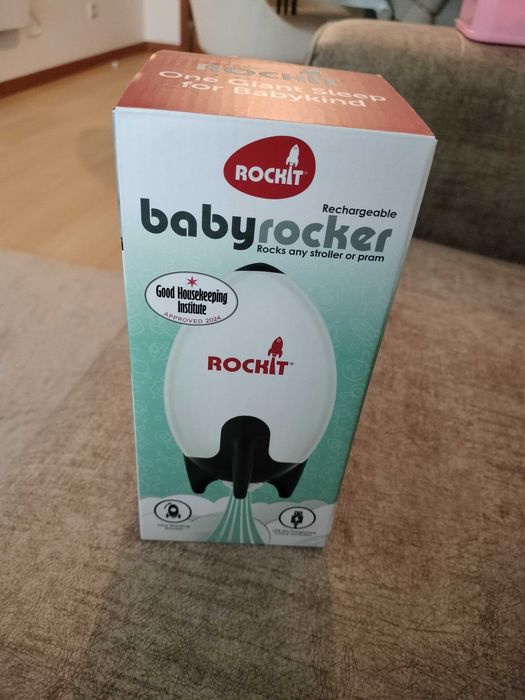 ROCKIT
One Giant Sleep
for Babykind
ROCKIT®
Rechargeable
babyrocker
Rocks any stroller or pram
Good Housekeeping
Institute
APPROVED 2024
ROCKIT®